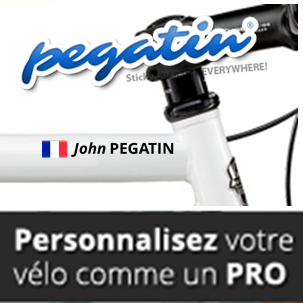 pegatin®
Stick EVERYWHERE!
John PEGATIN
Personnalisez votre
vélo comme un PRO